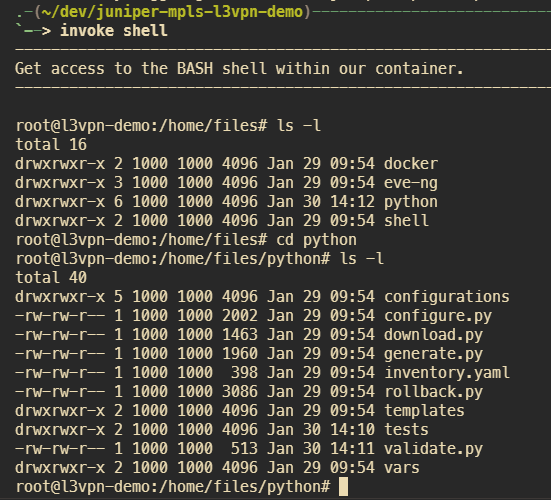 .-(~/dev/juniper-mpls-l3vpn-demo)---------------------------
`--> invoke shell
------------------------------------------------------------
Get access to the BASH shell within our container.
------------------------------------------------------------
root@l3vpn-demo:/home/files# ls -l
total 16
drwxrwxr-x 2 1000 1000 4096 Jan 29 09:54 docker
drwxrwxr-x 3 1000 1000 4096 Jan 29 09:54 eve-ng
drwxrwxr-x 6 1000 1000 4096 Jan 30 14:12 python
drwxrwxr-x 2 1000 1000 4096 Jan 29 09:54 shell
root@l3vpn-demo:/home/files# cd python
root@l3vpn-demo:/home/files/python# ls -l
total 40
drwxrwxr-x 5 1000 1000 4096 Jan 29 09:54 configurations
-rw-rw-r-- 1 1000 1000 2002 Jan 29 09:54 configure.py
-rw-rw-r-- 1 1000 1000 1463 Jan 29 09:54 download.py
-rw-rw-r-- 1 1000 1000 1960 Jan 29 09:54 generate.py
-rw-rw-r-- 1 1000 1000  398 Jan 29 09:54 inventory.yaml
-rw-rw-r-- 1 1000 1000 3086 Jan 29 09:54 rollback.py
drwxrwxr-x 2 1000 1000 4096 Jan 29 09:54 templates
drwxrwxr-x 2 1000 1000 4096 Jan 30 14:10 tests
-rw-rw-r-- 1 1000 1000  513 Jan 30 14:11 validate.py
drwxrwxr-x 2 1000 1000 4096 Jan 29 09:54 vars
root@l3vpn-demo:/home/files/python#